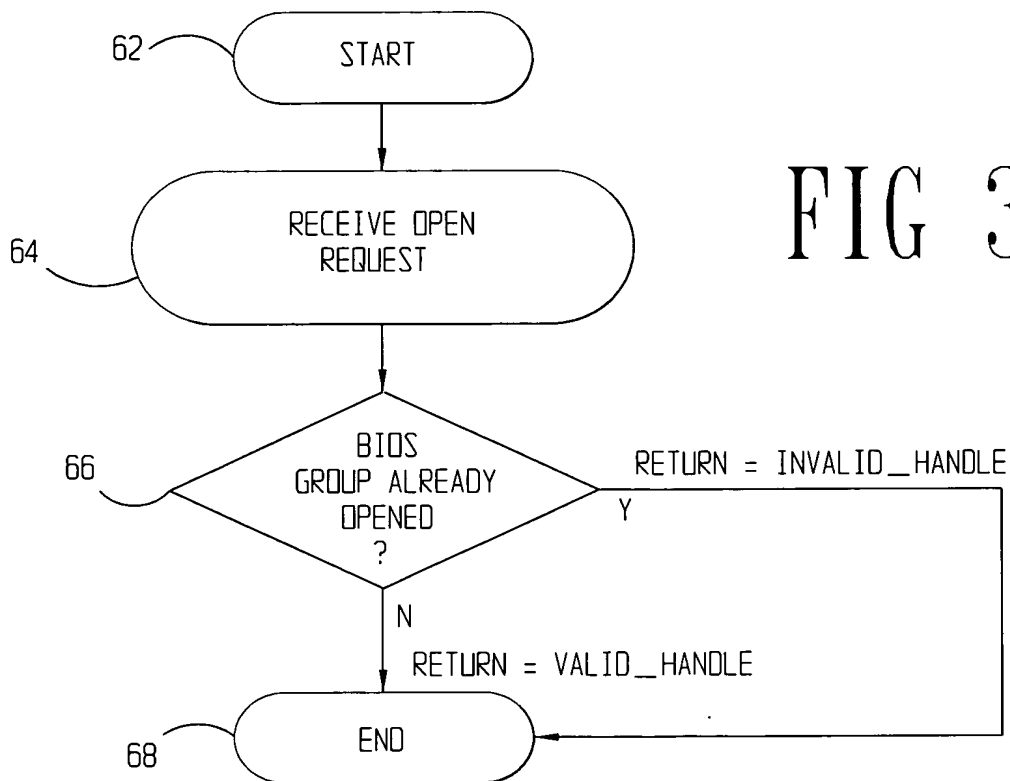 62
START
FIG 3
64
RECEIVE OPEN
REQUEST
66
BIOS
GROUP ALREADY
OPENED
?
RETURN = INVALID_HANDLE
Y
N
RETURN = VALID_HANDLE
68
END